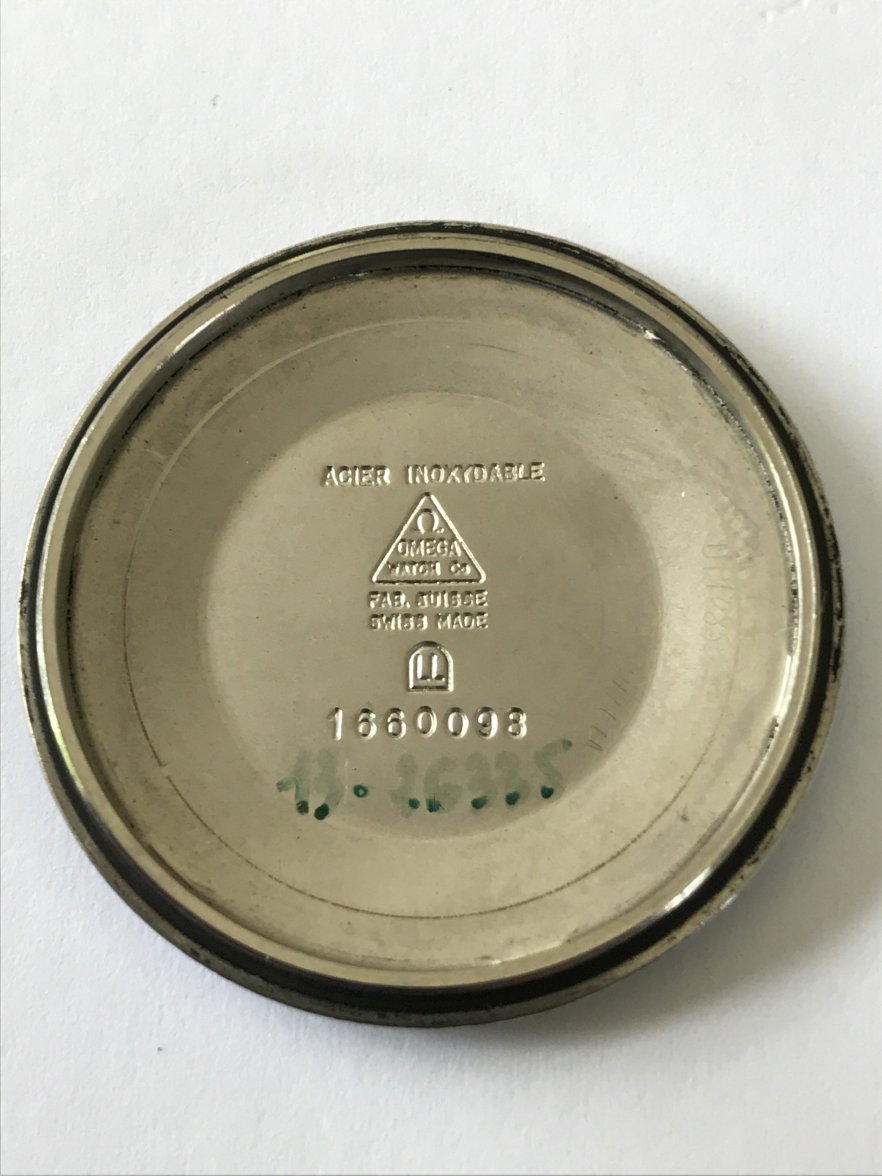 ACIER INOXYDABLE
Ω
OMEGA
WATCH Co
FAB. SUISSE
SWISS MADE
1660098